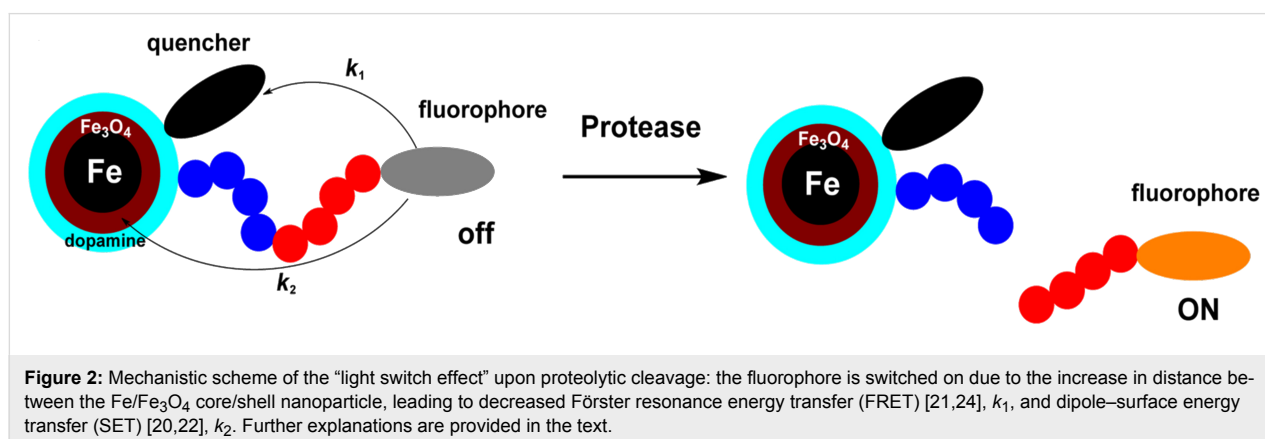 quencher
k₁
fluorophore
Fe₃O₄
Fe
dopamine
off
k₂
Protease
Fe₃O₄
Fe
fluorophore
ON
Figure 2: Mechanistic scheme of the “light switch effect” upon proteolytic cleavage: the fluorophore is switched on due to the increase in distance be-
tween the Fe/Fe₃O₄ core/shell nanoparticle, leading to decreased Förster resonance energy transfer (FRET) [21,24], k₁, and dipole–surface energy
transfer (SET) [20,22], k₂. Further explanations are provided in the text.